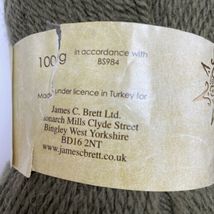 100g
in accordance with
BS984
Made under licence in Turkey for
James C. Brett Ltd.
onarch Mills Clyde Street
Bingley West Yorkshire
BD16 2NT
www.jamescbrett.co.uk